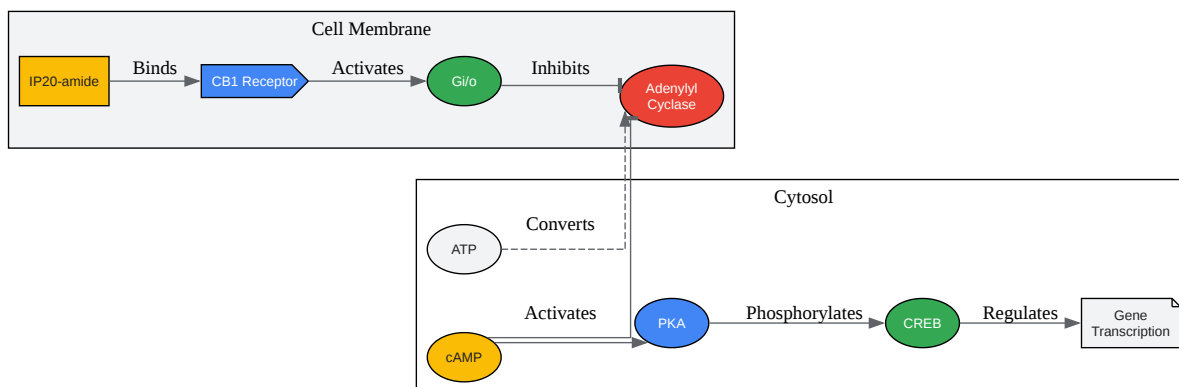 Cell Membrane
IP20-amide
Binds
CB1 Receptor
Activates
Gi/o
Inhibits
Adenylyl
Cyclase
Cytosol
ATP
Converts
cAMP
Activates
PKA
Phosphorylates
CREB
Regulates
Gene
Transcription